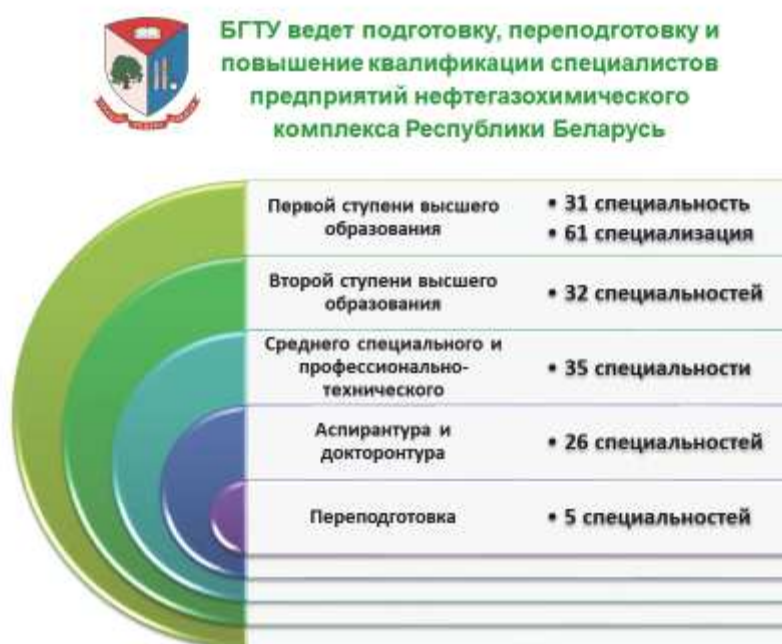 БГТУ ведет подготовку, переподготовку и
повышение квалификации специалистов
предприятий нефтегазохимического
комплекса Республики Беларусь
Первой ступени высшего
образования
• 31 специальность
• 61 специализация
Второй ступени высшего
образования
• 32 специальностей
Среднего специального и
профессионально-
технического
• 35 специальности
Аспирантура и
докторонтура
• 26 специальностей
Переподготовка
• 5 специальностей